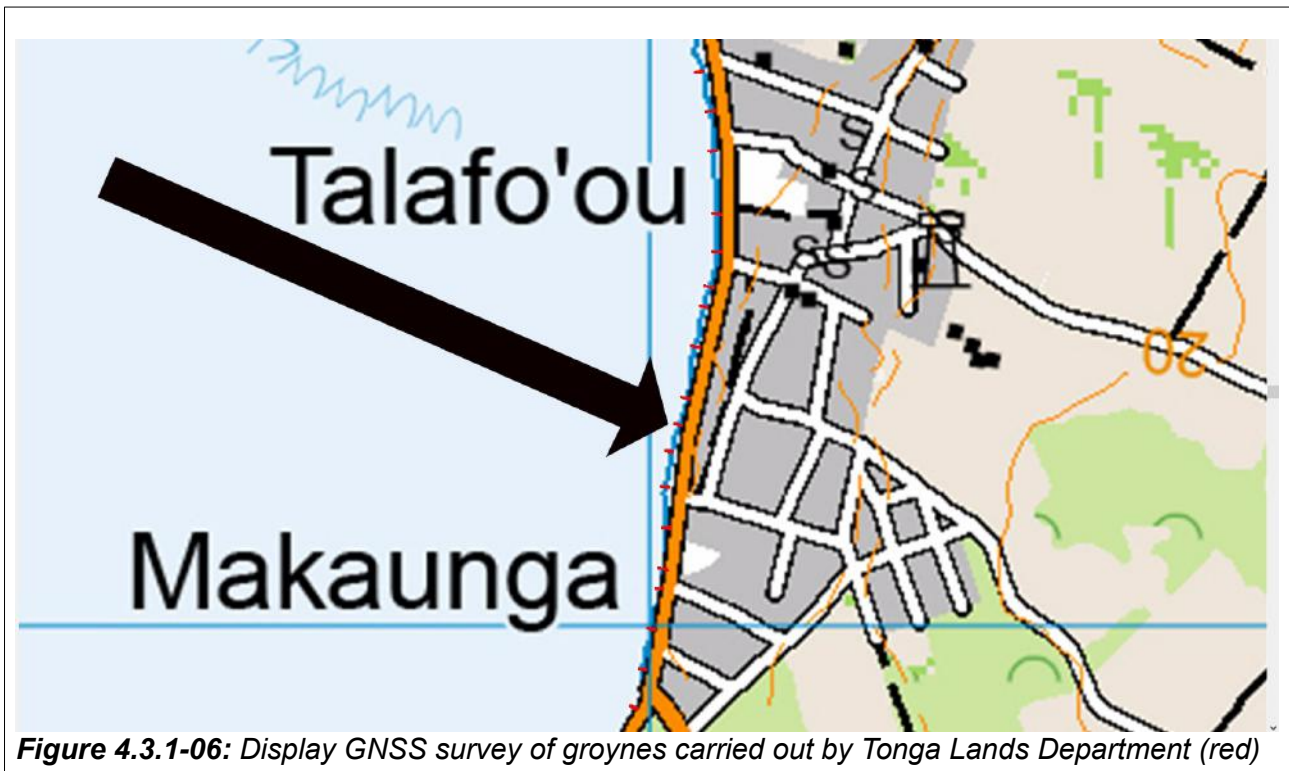 Talafo'ou
S
S
S
S
S
20
Makaunga
Figure 4.3.1-06: Display GNSS survey of groynes carried out by Tonga Lands Department (red)